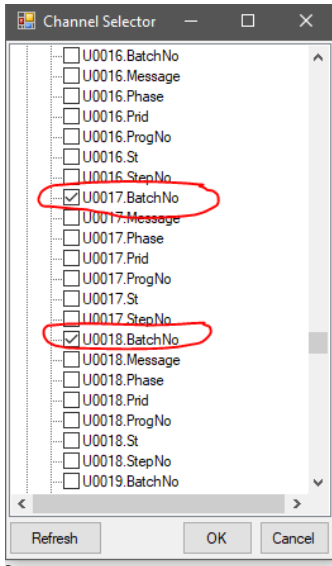 Channel Selector
U0016.BatchNo
U0016.Message
U0016.Phase
U0016.Prid
U0016.ProgNo
U0016.St
U0016.StepNo
U0017.BatchNo
U0017.Message
U0017.Phase
U0017.Prid
U0017.ProgNo
U0017.St
U0017.StepNo
U0018.BatchNo
U0018.Message
U0018.Phase
U0018.Prid
U0018.ProgNo
U0018.St
U0018.StepNo
U0019.BatchNo
Refresh OK Cancel